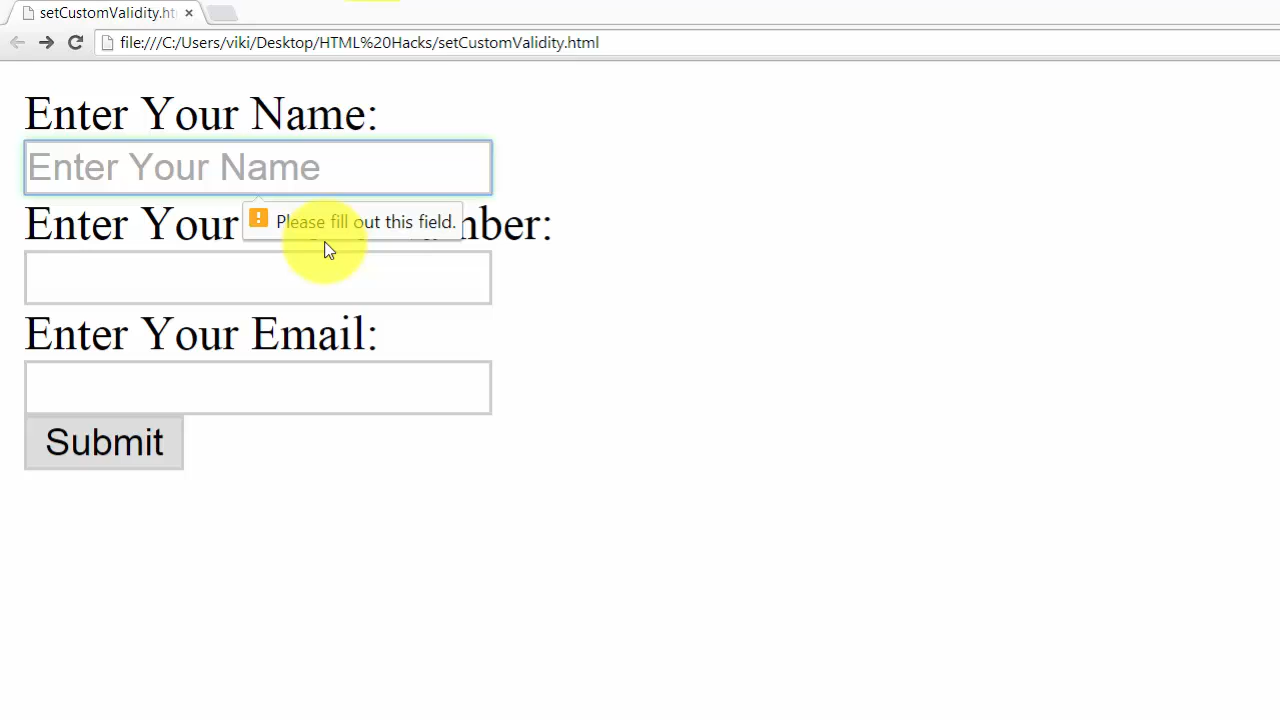 setCustomValidity.ht
file:///C:/Users/viki/Desktop/HTML%20Hacks/setCustomValidity.html
Enter Your Name:
Enter Your Name
Please fill out this field.
Enter Your mber:
Enter Your Email:
Submit